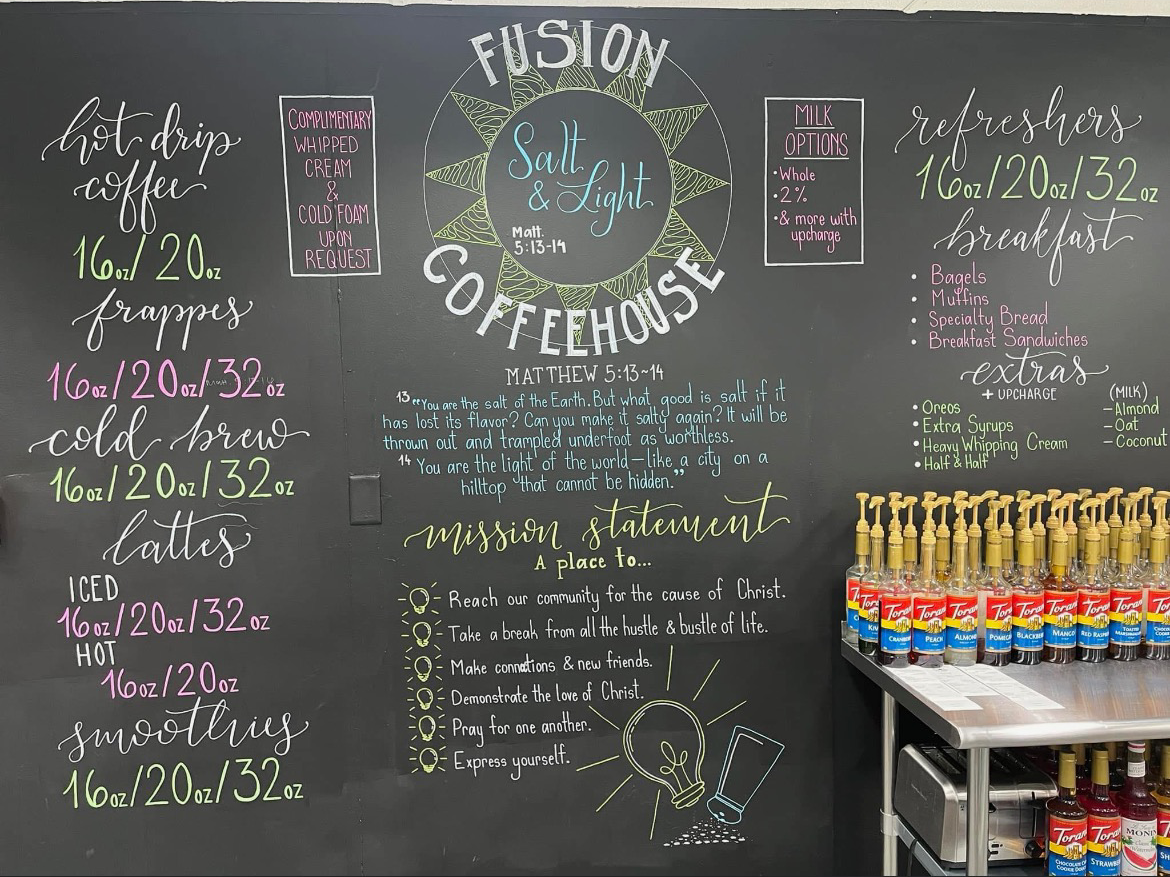 hot drip
coffee
16oz/20oz
frappes
16oz/20oz/32oz
cold brew
16oz/20oz/32oz
lattes
ICED
16oz/20oz/32oz
HOT
16oz/20oz
smoothies
16oz/20oz/32oz
COMPLIMENTARY
WHIPPED
CREAM
&
COLD FOAM
UPON
REQUEST
FUSION
Salt
& Light
Matt.
5:13-14
COFFEEHOUSE
MATTHEW 5:13~14
13 "You are the salt of the Earth. But what good is salt if it
has lost its flavor? Can you make it salty again? It will be
thrown out and trampled underfoot as worthless.
14 You are the light of the world—like a city on a
hilltop that cannot be hidden."
mission statement
A place to...
Reach our community for the cause of Christ.
Take a break from all the hustle & bustle of life.
Make connections & new friends.
Demonstrate the love of Christ.
Pray for one another.
Express yourself.
MILK
OPTIONS
• Whole
• 2%
• & more with
upcharge
refreshers
16oz/20oz/32oz
breakfast
• Bagels
• Muffins
• Specialty Bread
• Breakfast Sandwiches
extras
+ UPCHARGE
• Oreos
• Extra Syrups
• Heavy Whipping Cream
• Half & Half
(MILK)
– Almond
– Oat
– Coconut
Torani
PEACH
Torani
ALMOND
Torani
Torani
Torani
MANGO
Torani
Torani
Torani
Torani